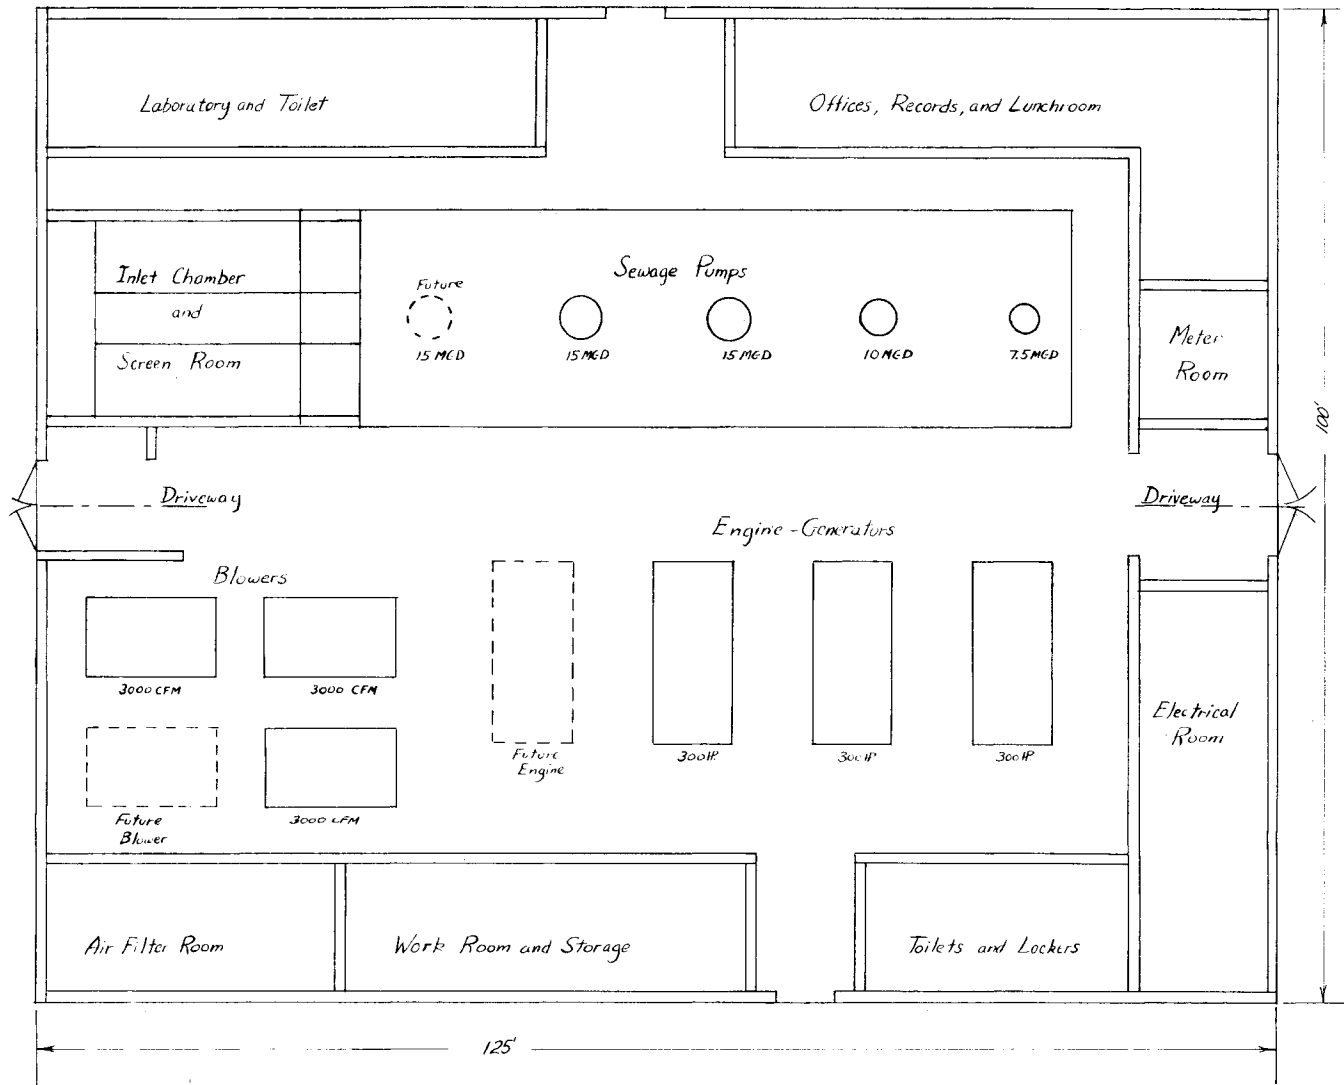 Laboratory and Toilet
Offices, Records, and Lunchroom
Inlet Chamber
and
Screen Room
Sewage Pumps
Future
15 MGD
15 MGD
15 MGD
10 MGD
7.5 MGD
Meter
Room
100'
Driveway
Driveway
Engine-Generators
Blowers
3000 CFM
3000 CFM
Future
Engine
300 HP.
300 HP
300 HP
Electrical
Room
Future
Blower
3000 CFM
Air Filter Room
Work Room and Storage
Toilets and Lockers
125'